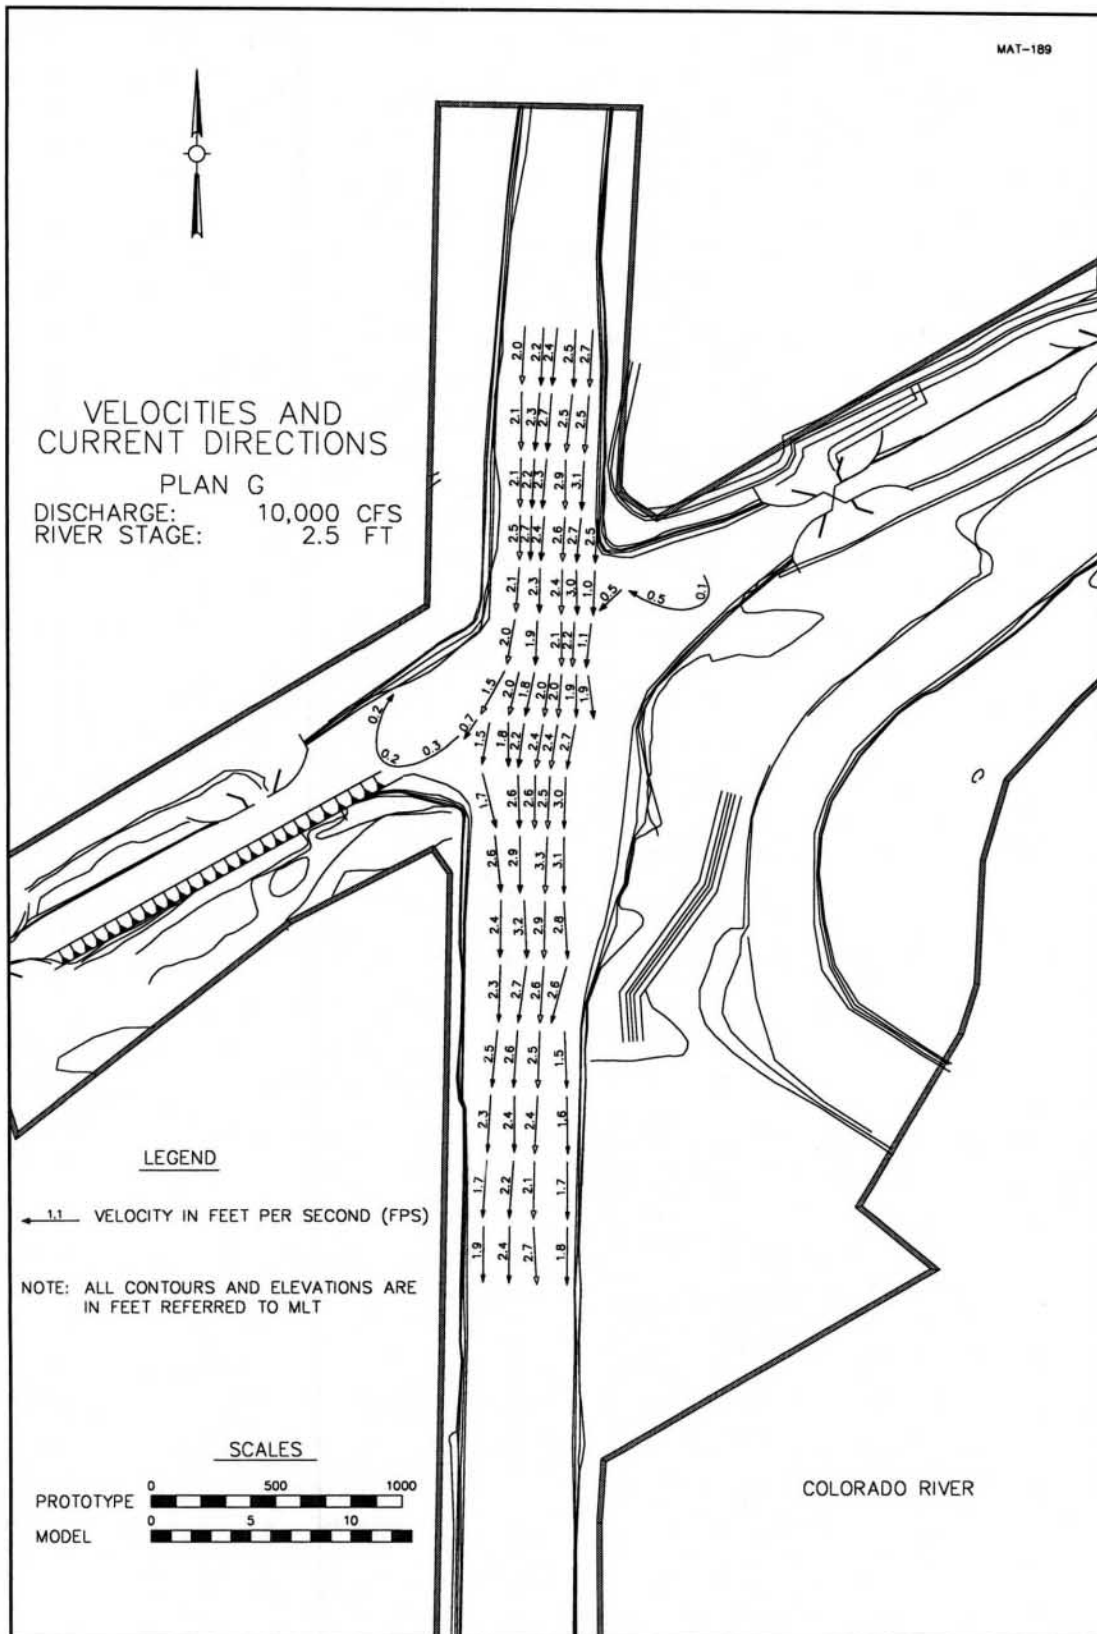 MAT-189
VELOCITIES AND
CURRENT DIRECTIONS
PLAN G
DISCHARGE: 10,000 CFS
RIVER STAGE: 2.5 FT
2.0 2.2 2.4 2.5 2.7
2.1 2.3 2.7 2.5 2.5
2.1 2.2 2.3 2.9 3.1
2.5 2.7 2.4 2.6 2.7 2.5
2.1 2.3 2.4 3.0 1.0 0.5 0.5 0.1
2.0 1.9 2.1 2.2 1.1
1.5 2.0 1.8 2.0 2.0 1.9 1.9
0.2 0.2 0.3 0.7 1.5 1.8 2.2 2.4 2.4 2.7
1.7 2.6 2.6 2.5 3.0
2.6 2.9 3.3 3.1
2.4 3.2 2.9 2.8
2.3 2.7 2.6 2.6
2.5 2.6 2.5 1.5
2.3 2.4 2.4 1.6
1.7 2.2 2.1 1.7
1.9 2.4 2.7 1.8
LEGEND
1.1 VELOCITY IN FEET PER SECOND (FPS)
NOTE: ALL CONTOURS AND ELEVATIONS ARE
IN FEET REFERRED TO MLT
SCALES
0 500 1000
PROTOTYPE
0 5 10
MODEL
COLORADO RIVER